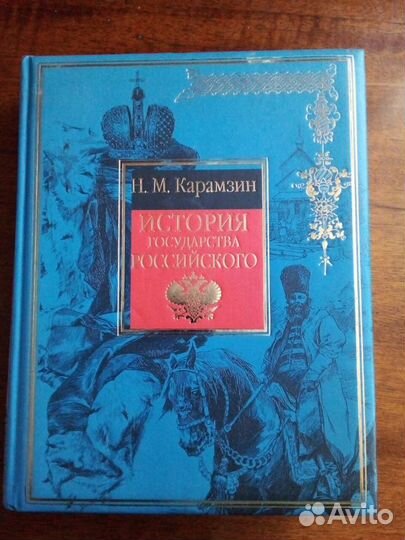 Н. М. Карамзин
ИСТОРИЯ
ГОСУДАРСТВА
РОССИЙСКОГО
Avito